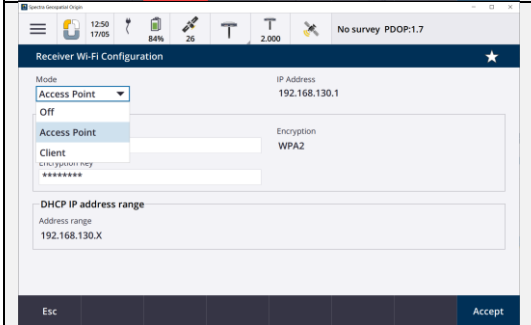 Spectra Geospatial Origin
12:50
17/05
84%
26
2.000
No survey PDOP:1.7
Receiver Wi-Fi Configuration
Mode
IP Address
Access Point
192.168.130.1
Off
Access Point
Encryption
Client
WPA2
Encryption Key
********
DHCP IP address range
Address range
192.168.130.X
Esc
Accept